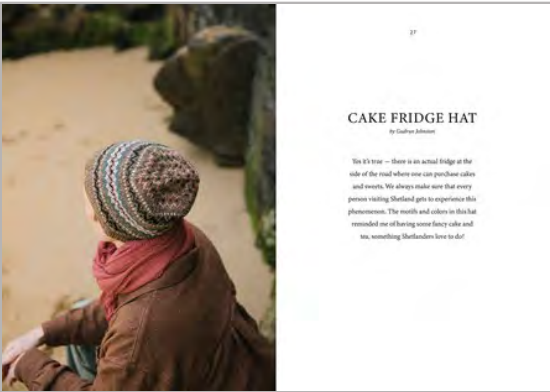 27
CAKE FRIDGE HAT
by Gudrun Johnston
Yes it's true — there is an actual fridge at the
side of the road where one can purchase cakes
and sweets. We always make sure that every
person visiting Shetland gets to experience this
phenomenon. The motifs and colors in this hat
reminded me of having some fancy cake and
tea, something Shetlanders love to do!